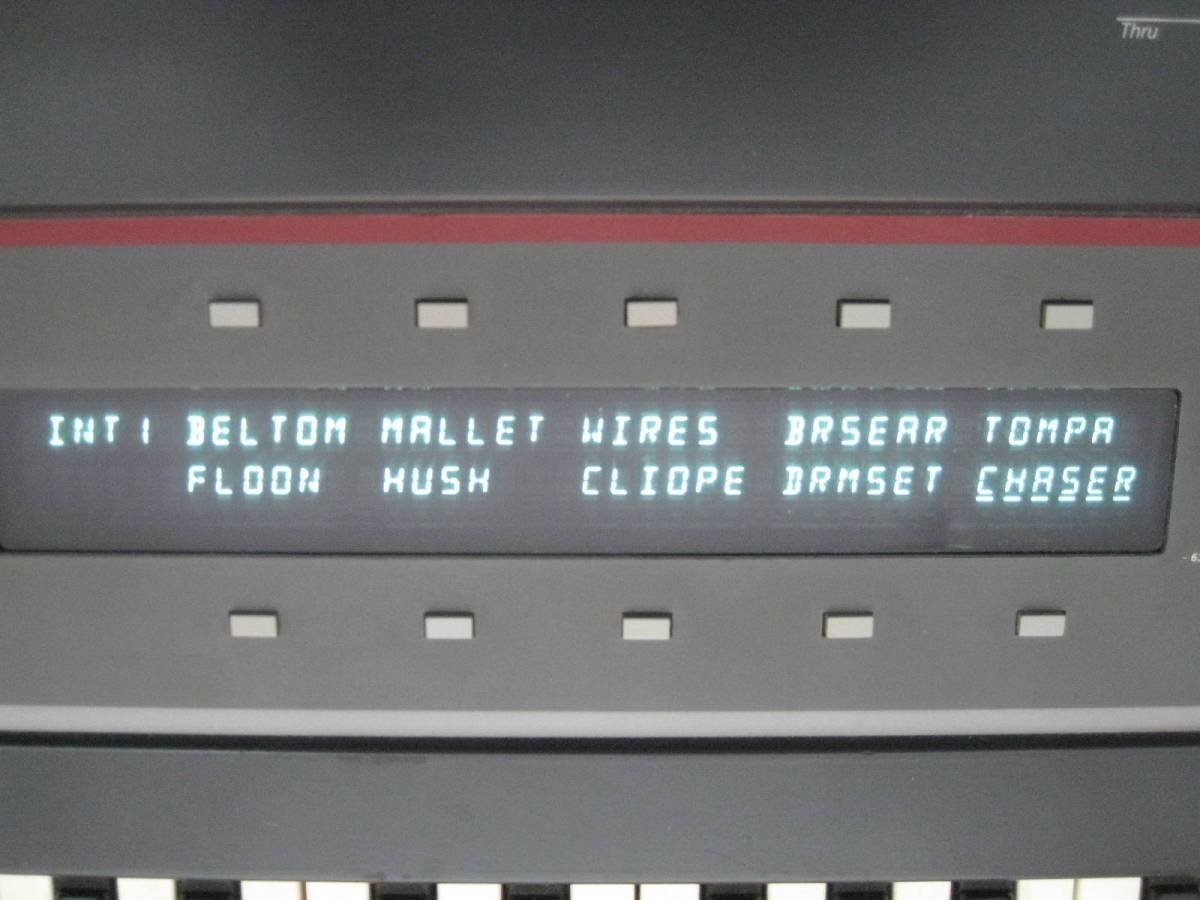 Thru
INT 1 BELTOM MALLET WIRES BRSEAR TOMPA
FLOON HUSH CLIOPE DRMSET CHASER